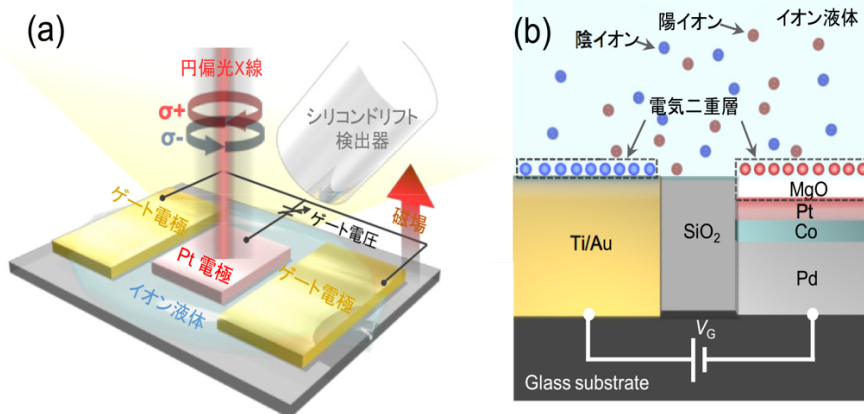 (a)
円偏光X線
σ+
σ-
シリコンドリフト
検出器
ゲート電極
ゲート電圧
磁場
Pt 電極
ゲート電極
イオン液体
(b)
陰イオン
陽イオン
イオン液体
電気二重層
MgO
Pt
Co
Ti/Au
SiO₂
Pd
VG
Glass substrate